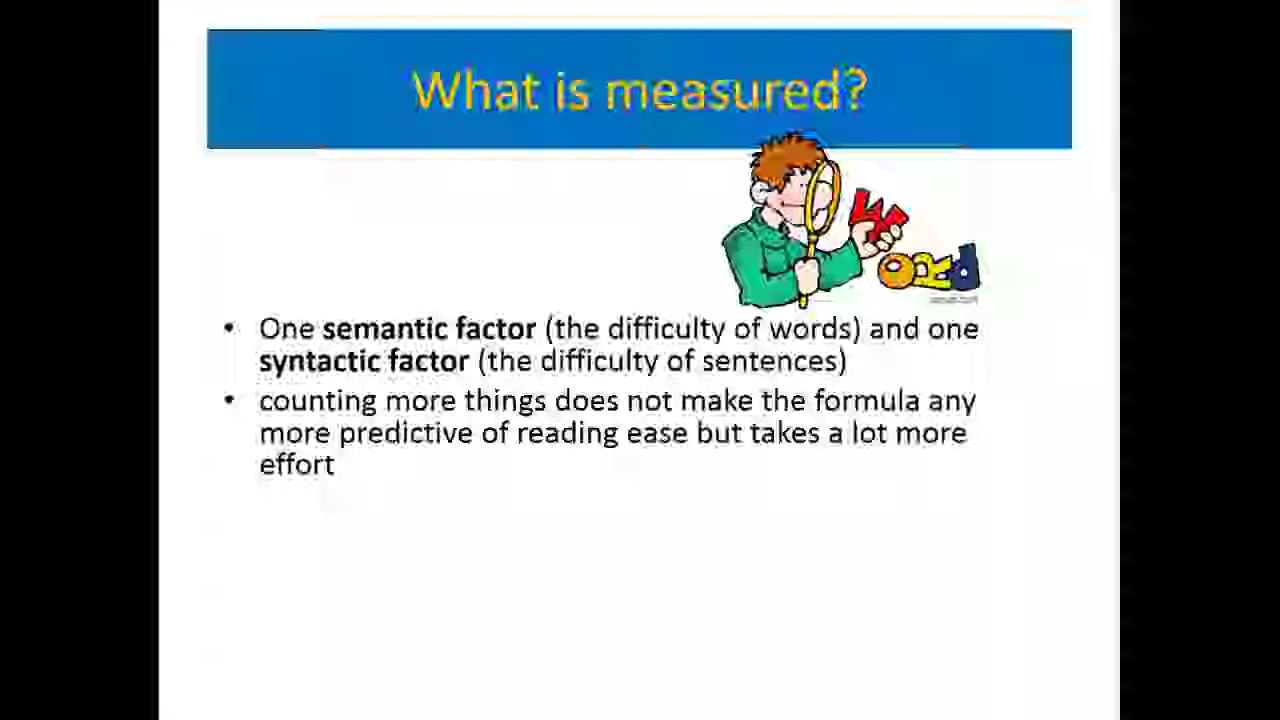 What is measured?
W
ORd
• One semantic factor (the difficulty of words) and one
syntactic factor (the difficulty of sentences)
• counting more things does not make the formula any
more predictive of reading ease but takes a lot more
effort